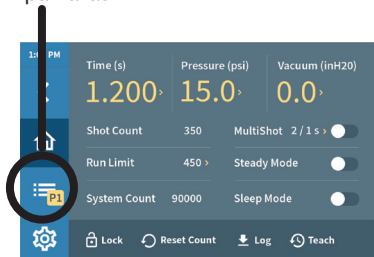 1:  PM
Time (s) Pressure (psi) Vacuum (inH20)
1.200 15.0 0.0
Shot Count 350 MultiShot 2 / 1 s
Run Limit 450 Steady Mode
P1
System Count 90000 Sleep Mode
Lock Reset Count Log Teach